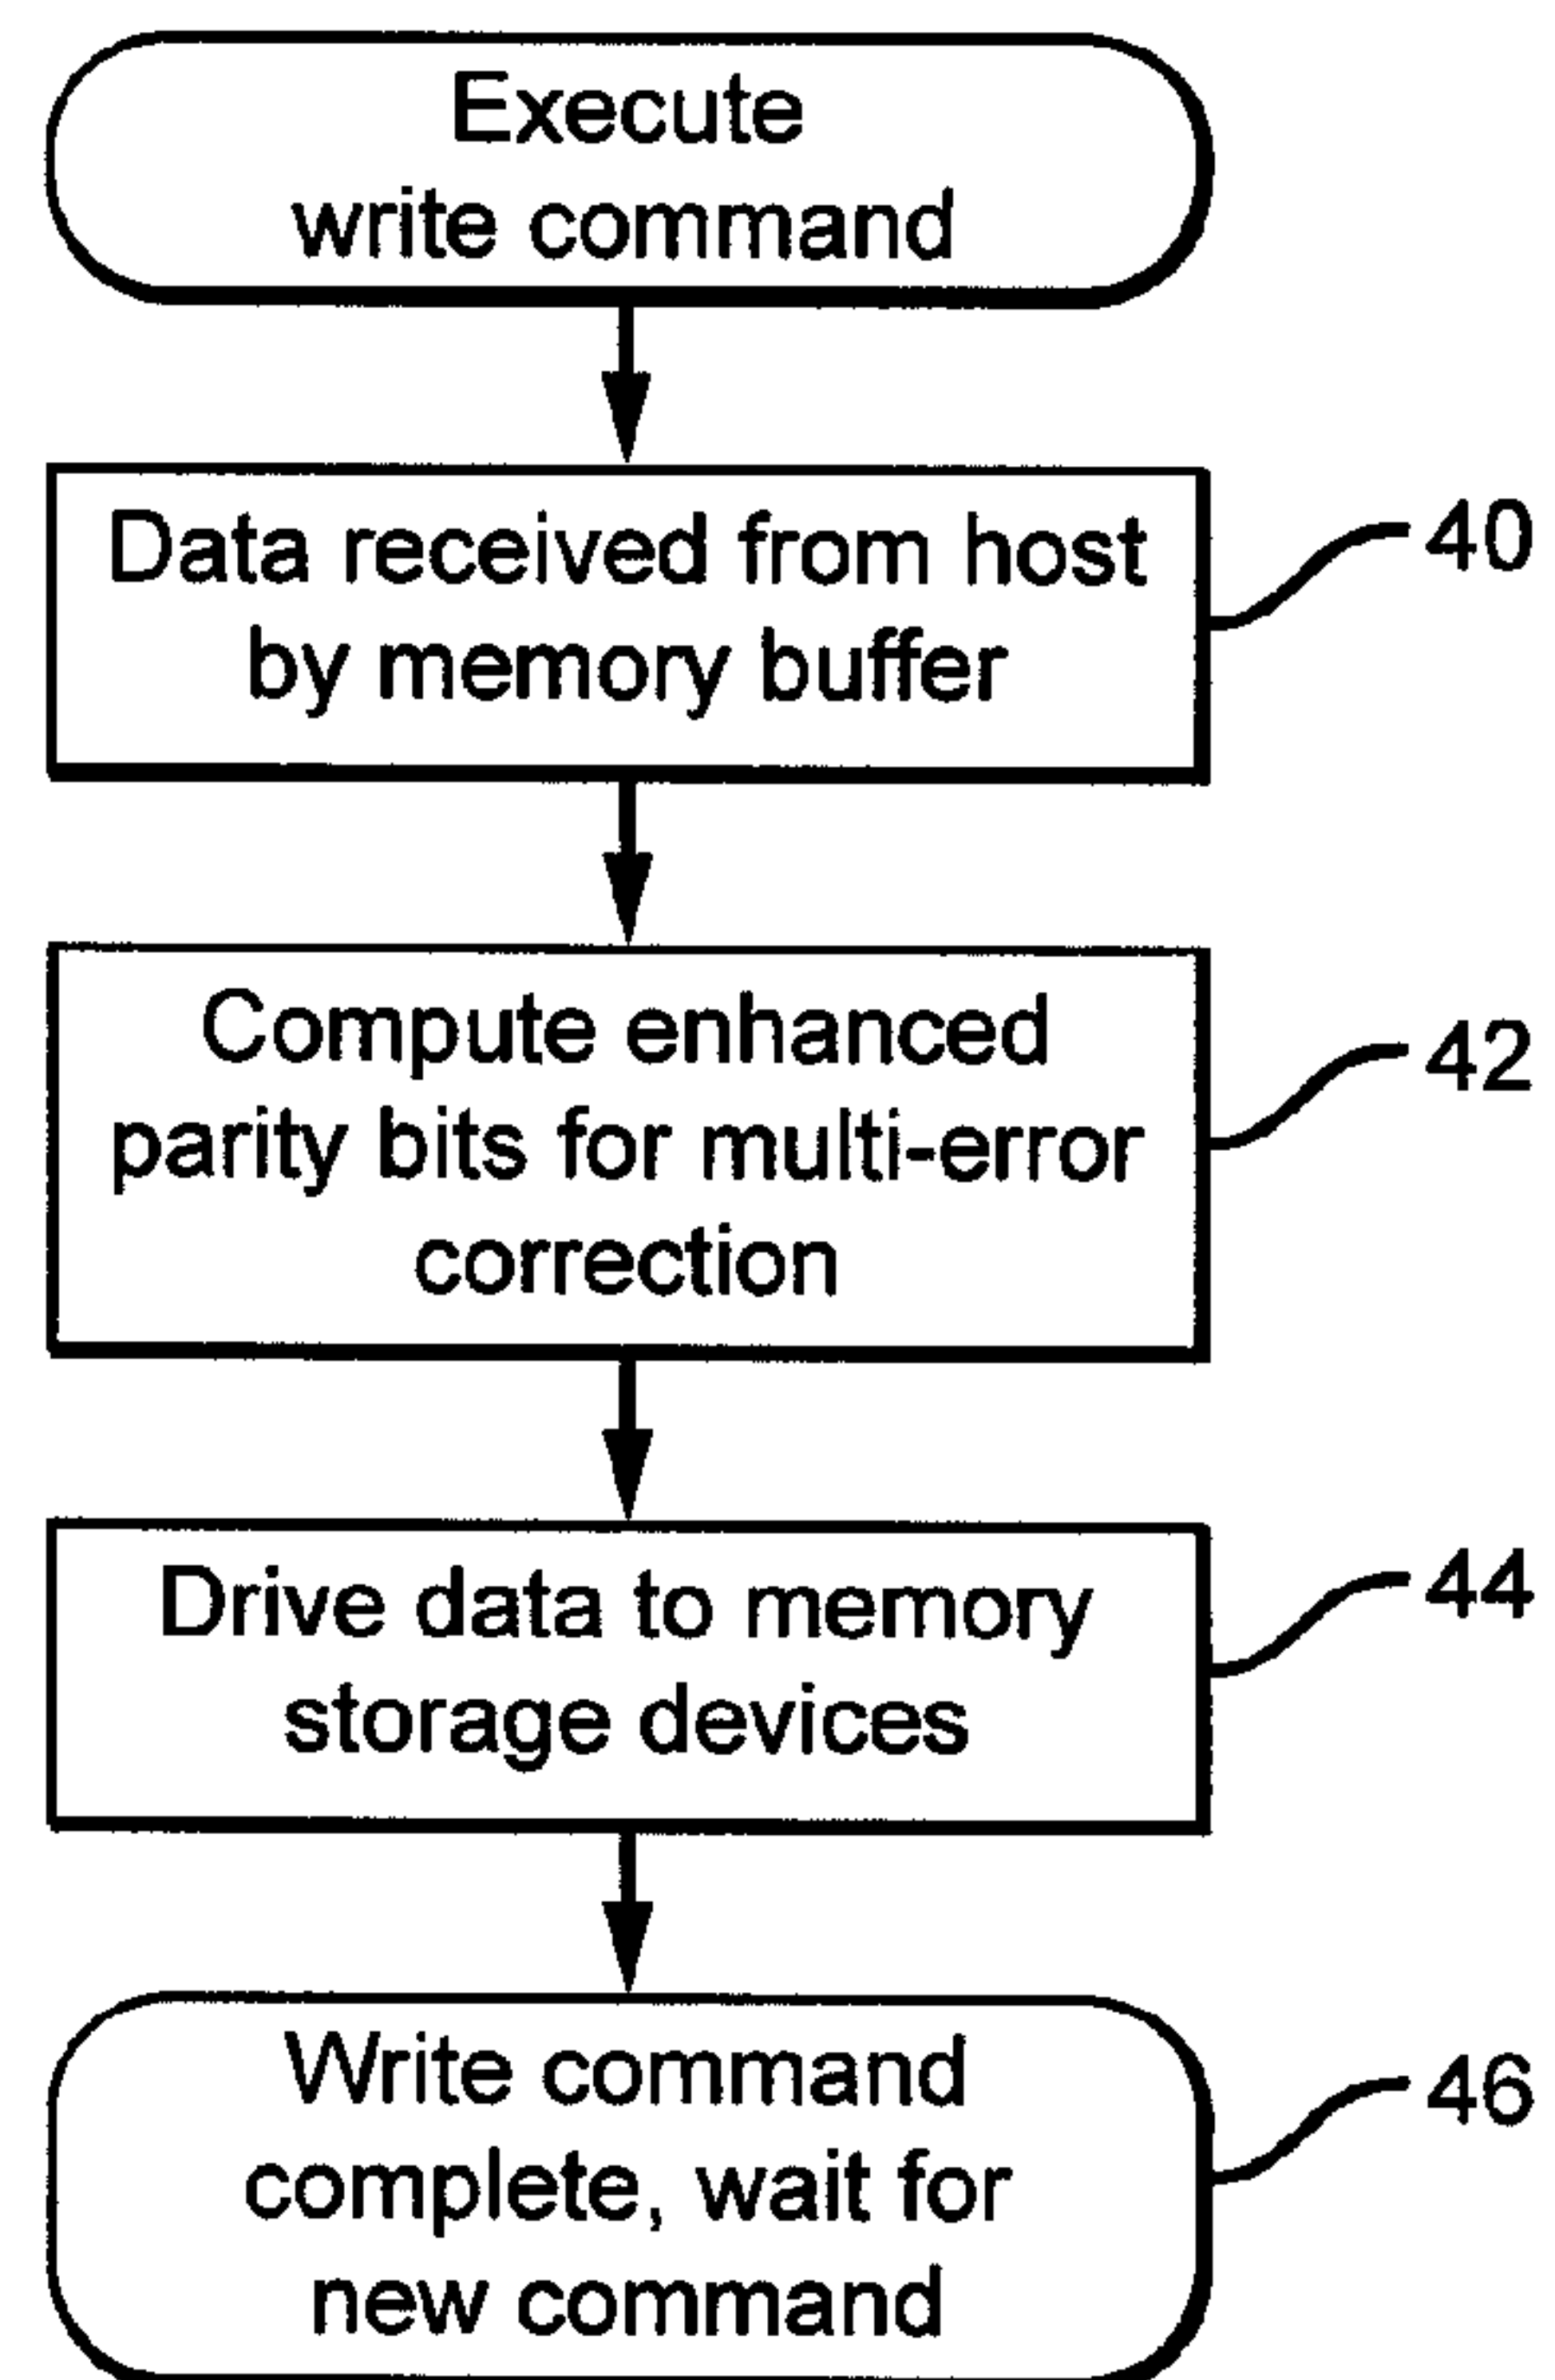 Execute
write command
Data received from host
by memory buffer
40
Compute enhanced
parity bits for multi-error
correction
42
Drive data to memory
storage devices
44
Write command
complete, wait for
new command
46